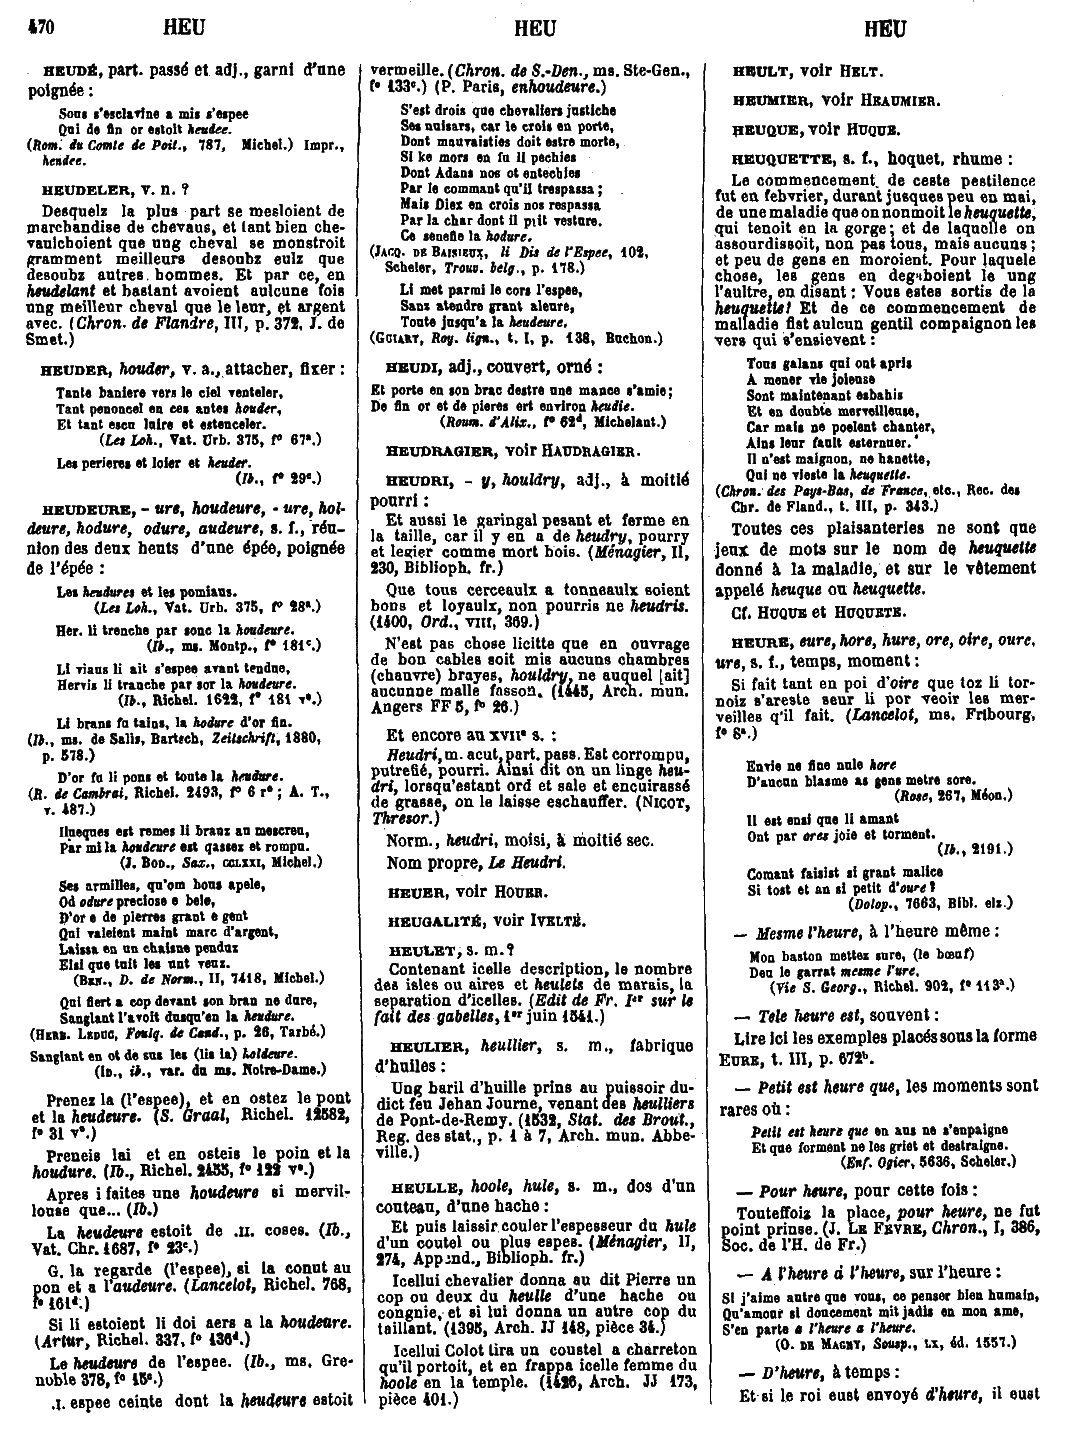 470 HEU HEU HEU
HEUDÉ, part. passé et adj., garni d'une
poignée :
Sous s'esclavine a mis s'espee
Qui de fin or estoit heudee.
(Rom. du Comte de Poit., 787, Michel.) Impr.,
hendee.
HEUDELER, v. n. ?
Desquelz la plus part se mesloient de
marchandise de chevaus, et tant bien che-
vaulchoient que ung cheval se monstroit
gramment meilleurs desoubz eulz que
desoubz autres hommes. Et par ce, en
heudelant et bastant avoient aulcune fois
ung meilleur cheval que le leur, et argent
avec. (Chron. de Flandre, III, p. 372, J. de
Smet.)
HEUDER, houder, v. a., attacher, fixer :
Tante baniere vers le ciel venteler,
Tant penoncel en ces antes houder,
Et tant escu luire et estenceler.
(Les Loh., Vat. Urb. 375, f° 67ª.)
Les perieres et loier et heuder.
(Ib., f° 29ᵉ.)
HEUDEURE, - ure, houdeure, - ure, hol-
deure, hodure, odure, audeure, s. f., réu-
nion des deux hents d'une épée, poignée
de l'épée :
Les heudures et les pomiaus.
(Les Loh., Vat. Urb. 375, f° 28ª.)
Her. li trenche par sonc la houdeure.
(Ib., ms. Montp., f° 181ᶜ.)
Li viaus li ait s'espee avant tendue,
Hervis li tranche par sor la houdeure.
(Ib., Richel. 1622, f° 181 v°.)
Li brans fu tains, la hodure d'or fin.
(Ib., ms. de Salis, Bartsch, Zeitschrift, 1880,
p. 578.)
D'or fu li pons et toute la heudure.
(R. de Cambrai, Richel. 2493, f° 6 r° ; A. T.,
v. 487.)
Ilueques est remes li branz au mescreu,
Par mi la houdeure est quassez et rompu.
(J. Bod., Sax., CCLXXI, Michel.)
Ses armilles, qu'om bous apele,
Od odure preciose e bele,
D'or e de pierres grant e gent
Qui valeient maint marc d'argent,
Laissa en un chaisne penduz
Eisi que tuit les unt veuz.
(Ben., D. de Norm., II, 7418, Michel.)
Qui fiert a cop devant son bran ne dure,
Sanglant l'avoit dusqu'en la heudure.
(Herb. Leduc, Foulq. de Cand., p. 26, Tarbé.)
Sanglant en ot de sus les (lis la) holdeure.
(Id., ib., var. du ms. Notre-Dame.)
Prenez la (l'espee), et en ostez le pont
et la heudeure. (S. Graal, Richel. 12582,
f° 31 v°.)
Preneis lai et en osteis le poin et la
houdure. (Ib., Richel. 2455, f° 122 v°.)
Apres i faites une houdeure si mervil-
louse que... (Ib.)
La heudeure estoit de .II. coses. (Ib.,
Vat. Chr. 1687, f° 23ᶜ.)
G. la regarde (l'espee), si la conut au
pon et a l'audeure. (Lancelot, Richel. 768,
f° 161ᵈ.)
Si li estoient li doi aers a la houdeure.
(Artur, Richel. 337, f° 136ᵈ.)
Le heudeure de l'espee. (Ib., ms. Gre-
noble 378, f° 15ᵉ.)
.I. espee ceinte dont la heudeure estoit
vermeille. (Chron. de S.-Den., ms. Ste-Gen.,
f° 133ᶜ.) (P. Paris, enhoudeure.)
S'est drois que chevaliers justiche
Ses nuisars, car le crois en porte,
Dont mauvaisties doit estre morte,
Si ke mors en fu li pechies
Dont Adans nos ot entechies
Par le commant qu'il trespassa ;
Mais Diex en crois nos respassa
Par la char dont il prit vesture.
Ce senefie la hodure.
(Jacq. de Baisieux, li Dis de l'Espee, 102,
Scheler, Trouv. belg., p. 178.)
Li met parmi le cors l'espee,
Sanz atendre grant aleure,
Toute jusqu'a la heudeure.
(Guiart, Roy. lign., t. I, p. 138, Buchon.)
HEUDI, adj., couvert, orné :
Et porte en son brac destre une mance s'amie ;
De fin or et de pieres ert environ heudie.
(Roum. d'Alix., f° 62ᵈ, Michelant.)
HEUDRAGIER, voir Haudragier.
HEUDRI, - y, houldry, adj., à moitié
pourri :
Et aussi le garingal pesant et ferme en
la taille, car il y en a de heudry, pourry
et legier comme mort bois. (Ménagier, II,
230, Biblioph. fr.)
Que tous cerceaulx a tonneaulx soient
bons et loyaulx, non pourris ne heudris.
(1400, Ord., VIII, 369.)
N'est pas chose licitte que en ouvrage
de bon cables soit mis aucuns chambres
(chanvre) brayes, houldry, ne auquel [ait]
aucunne malle fasson. (1445, Arch. mun.
Angers FF 5, f° 26.)
Et encore au XVIIᵉ s. :
Heudri, m. acut, part. pass. Est corrompu,
putrefié, pourri. Ainsi dit on un linge heu-
dri, lorsqu'estant ord et sale et encuirassé
de grasse, on le laisse eschauffer. (Nicot,
Thresor.)
Norm., heudri, moisi, à moitié sec.
Nom propre, Le Heudri.
HEUER, voir Houer.
HEUGALITÉ, voir Ivelté.
HEULET, s. m. ?
Contenant icelle description, le nombre
des isles ou aires et heulets de marais, la
separation d'icelles. (Edit de Fr. Iᵉʳ sur le
fait des gabelles, 1ᵉʳ juin 1541.)
HEULIER, heullier, s. m., fabrique
d'huiles :
Ung baril d'huille prins au puissoir du-
dict feu Jehan Journe, venant des heulliers
de Pont-de-Remy. (1532, Stat. des Brout.,
Reg. des stat., p. 1 à 7, Arch. mun. Abbe-
ville.)
HEULLE, hoole, hule, s. m., dos d'un
couteau, d'une hache :
Et puis laissir couler l'espesseur du hule
d'un coutel ou plus espes. (Ménagier, II,
274, Append., Biblioph. fr.)
Icellui chevalier donna au dit Pierre un
cop ou deux du heulle d'une hache ou
congnie, et si lui donna un autre cop du
taillant. (1395, Arch. JJ 148, pièce 34.)
Icellui Colot tira un coustel a charreton
qu'il portoit, et en frappa icelle femme du
hoole en la temple. (1426, Arch. JJ 173,
pièce 401.)
HEULT, voir Helt.
HEUMIER, voir Heaumier.
HEUQUE, voir Huque.
HEUQUETTE, s. f., hoquet, rhume :
Le commencement de ceste pestilence
fut en febvrier, durant jusques peu en mai,
de une maladie que on nonmoit le heuquette,
qui tenoit en la gorge ; et de laquelle on
assourdissoit, non pas tous, mais aucuns ;
et peu de gens en moroient. Pour laquele
chose, les gens en degaboient le ung
l'aultre, en disant : Vous estes sortis de la
heuquette! Et de ce commencement de
malladie fist aulcun gentil compaignon les
vers qui s'ensievent :
Tous galans qui ont apris
A mener vie joieuse
Sont maintenant esbahis
Et en doubte merveilleuse,
Car mais ne poelent chanter,
Ains leur fault esternuer.
Il n'est maignon, ne hanette,
Qui ne vieste la heuquette.
(Chron. des Pays-Bas, de France, etc., Rec. des
Chr. de Fland., t. III, p. 343.)
Toutes ces plaisanteries ne sont que
jeux de mots sur le nom de heuquette
donné à la maladie, et sur le vêtement
appelé heuque ou heuquette.
Cf. Huque et Huquete.
HEURE, eure, hore, hure, ore, oire, oure,
ure, s. f., temps, moment :
Si fait tant en poi d'oire que toz li tor-
noiz s'areste seur li por veoir les mer-
veilles q'il fait. (Lancelot, ms. Fribourg,
f° 8ª.)
Envie ne fine nule hore
D'aucun blasme as gens metre sore.
(Rose, 267, Méon.)
Il est ensi que li amant
Ont par ores joie et torment.
(Ib., 2191.)
Comant faisist si grant malice
Si tost et an si petit d'oure ?
(Dolop., 7663, Bibl. elz.)
— Mesme l'heure, à l'heure même :
Mon baston mettez sure, (le bœuf)
Deu le garrat mesme l'ure.
(Vie S. Georg., Richel. 902, f° 113ª.)
— Tele heure est, souvent :
Lire ici les exemples placés sous la forme
Eure, t. III, p. 672ᵇ.
— Petit est heure que, les moments sont
rares où :
Petit est heure que en aus ne s'enpaigne
Et que forment ne les griet et destraigne.
(Enf. Ogier, 5636, Scheler.)
— Pour heure, pour cette fois :
Touteffoiz la place, pour heure, ne fut
point prinse. (J. Le Fevre, Chron., I, 386,
Soc. de l'H. de Fr.)
— A l'heure a l'heure, sur l'heure :
Si j'aime autre que vous, ce penser bien humain,
Qu'amour si doucement mit jadis en mon ame,
S'en parte a l'heure a l'heure.
(O. de Magny, Sousp., LX, éd. 1557.)
— D'heure, à temps :
Et si le roi eust envoyé d'heure, il eust